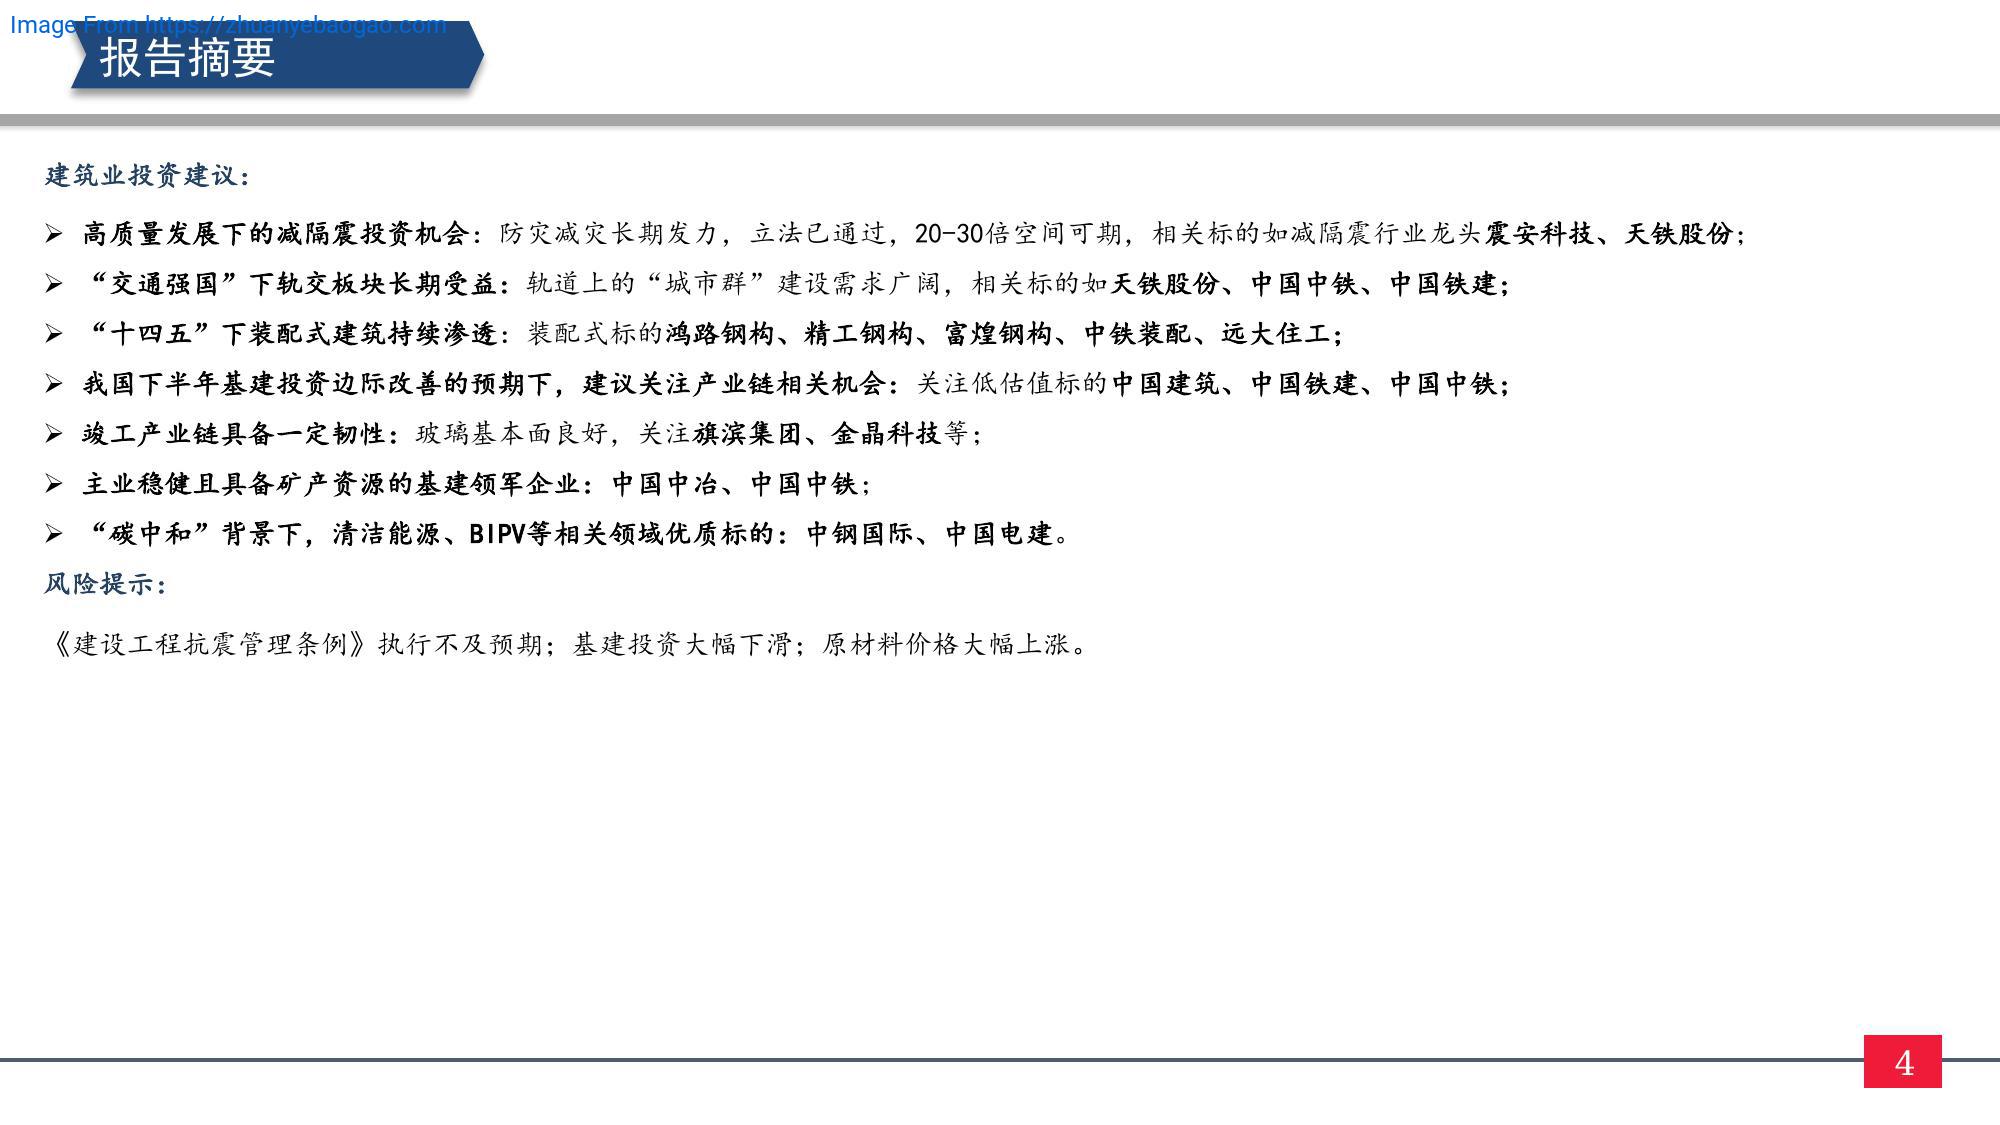 Image From https://zhuanyebaogao.com
报告摘要
建筑业投资建议：
➢ 高质量发展下的减隔震投资机会：防灾减灾长期发力，立法已通过，20-30倍空间可期，相关标的如减隔震行业龙头震安科技、天铁股份；
➢ “交通强国”下轨交板块长期受益：轨道上的“城市群”建设需求广阔，相关标的如天铁股份、中国中铁、中国铁建；
➢ “十四五”下装配式建筑持续渗透：装配式标的鸿路钢构、精工钢构、富煌钢构、中铁装配、远大住工；
➢ 我国下半年基建投资边际改善的预期下，建议关注产业链相关机会：关注低估值标的中国建筑、中国铁建、中国中铁；
➢ 竣工产业链具备一定韧性：玻璃基本面良好，关注旗滨集团、金晶科技等；
➢ 主业稳健且具备矿产资源的基建领军企业：中国中冶、中国中铁；
➢ “碳中和”背景下，清洁能源、BIPV等相关领域优质标的：中钢国际、中国电建。
风险提示：
《建设工程抗震管理条例》执行不及预期；基建投资大幅下滑；原材料价格大幅上涨。
4